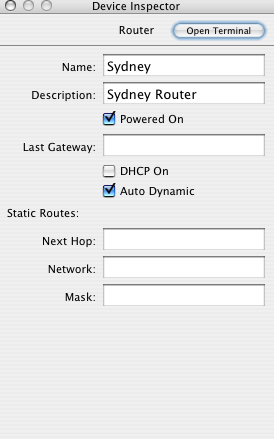 Device Inspector
Router Open Terminal
Name: Sydney
Description: Sydney Router
Powered On
Last Gateway:
DHCP On
Auto Dynamic
Static Routes:
Next Hop:
Network:
Mask: